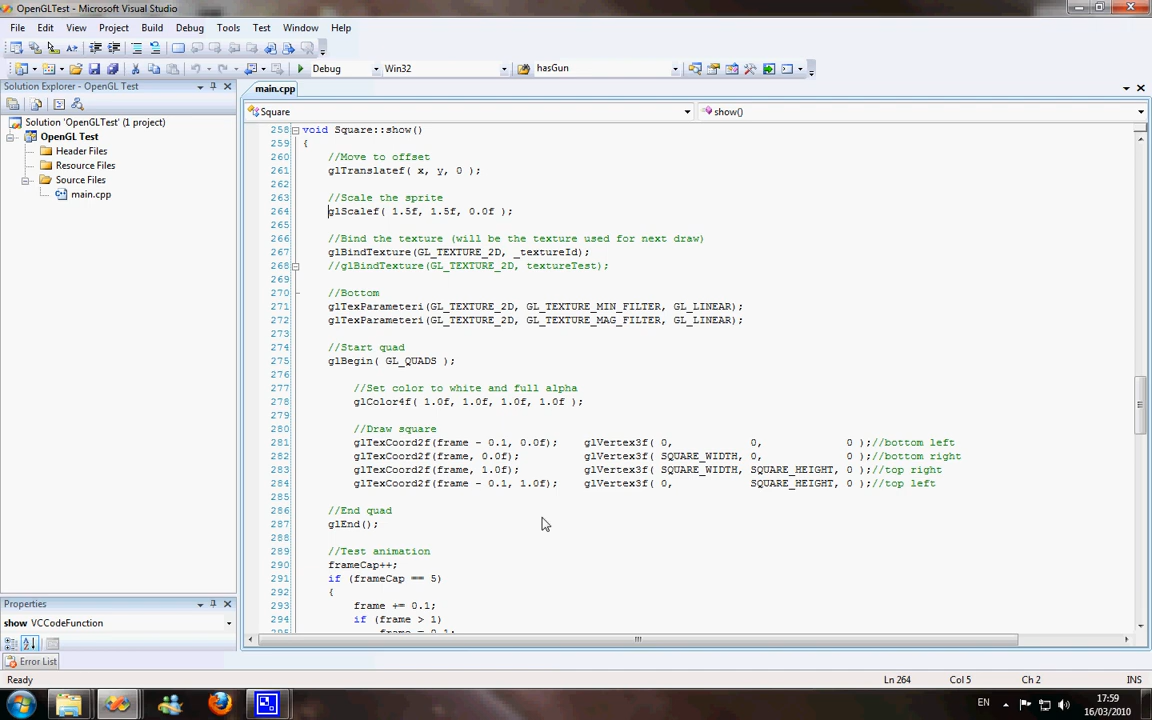 OpenGLTest - Microsoft Visual Studio
File Edit View Project Build Debug Tools Test Window Help
Debug Win32 hasGun
Solution Explorer - OpenGL Test
main.cpp
Square show()
Solution 'OpenGLTest' (1 project)
OpenGL Test
Header Files
Resource Files
Source Files
main.cpp
258 void Square::show()
259 {
260 //Move to offset
261 glTranslatef( x, y, 0 );
262
263 //Scale the sprite
264 glScalef( 1.5f, 1.5f, 0.0f );
265
266 //Bind the texture (will be the texture used for next draw)
267 glBindTexture(GL_TEXTURE_2D, _textureId);
268 //glBindTexture(GL_TEXTURE_2D, textureTest);
269
270 //Bottom
271 glTexParameteri(GL_TEXTURE_2D, GL_TEXTURE_MIN_FILTER, GL_LINEAR);
272 glTexParameteri(GL_TEXTURE_2D, GL_TEXTURE_MAG_FILTER, GL_LINEAR);
273
274 //Start quad
275 glBegin( GL_QUADS );
276
277 //Set color to white and full alpha
278 glColor4f( 1.0f, 1.0f, 1.0f, 1.0f );
279
280 //Draw square
281 glTexCoord2f(frame - 0.1, 0.0f); glVertex3f( 0, 0, 0 );//bottom left
282 glTexCoord2f(frame, 0.0f); glVertex3f( SQUARE_WIDTH, 0, 0 );//bottom right
283 glTexCoord2f(frame, 1.0f); glVertex3f( SQUARE_WIDTH, SQUARE_HEIGHT, 0 );//top right
284 glTexCoord2f(frame - 0.1, 1.0f); glVertex3f( 0, SQUARE_HEIGHT, 0 );//top left
285
286 //End quad
287 glEnd();
288
289 //Test animation
290 frameCap++;
291 if (frameCap == 5)
292 {
293 frame += 0.1;
294 if (frame > 1)
295 frame = 0.1;
Properties
show VCCodeFunction
Error List
Ready Ln 264 Col 5 Ch 2 INS
EN 17:59
16/03/2010